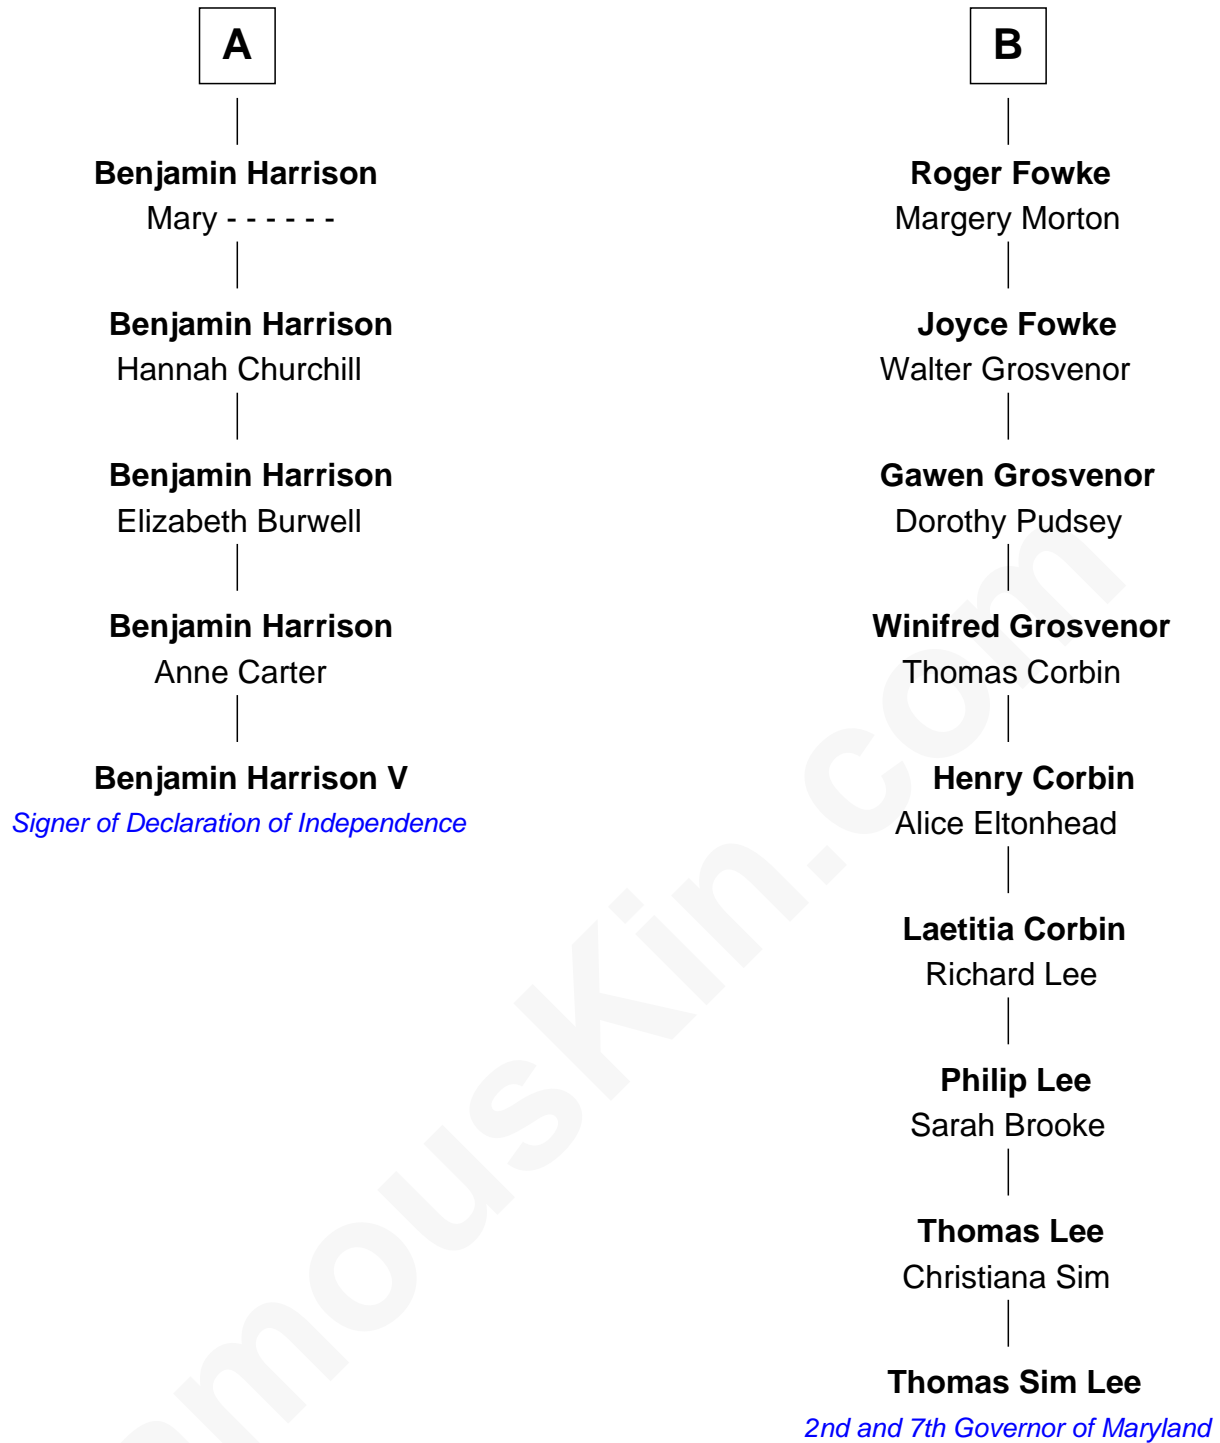 A
Benjamin Harrison
Mary - - - - - -
Benjamin Harrison
Hannah Churchill
Benjamin Harrison
Elizabeth Burwell
Benjamin Harrison
Anne Carter
Benjamin Harrison V
Signer of Declaration of Independence
B
Roger Fowke
Margery Morton
Joyce Fowke
Walter Grosvenor
Gawen Grosvenor
Dorothy Pudsey
Winifred Grosvenor
Thomas Corbin
Henry Corbin
Alice Eltonhead
Laetitia Corbin
Richard Lee
Philip Lee
Sarah Brooke
Thomas Lee
Christiana Sim
Thomas Sim Lee
2nd and 7th Governor of Maryland
amousKin.com